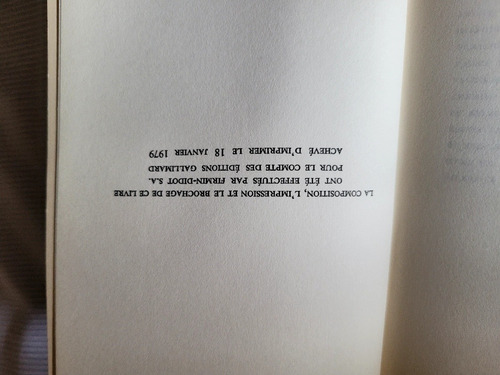 LA COMPOSITION, L'IMPRESSION ET LE BROCHAGE DE CE LIVRE
ONT ÉTÉ EFFECTUÉS PAR FIRMIN-DIDOT S.A.
POUR LE COMPTE DES ÉDITIONS GALLIMARD
ACHEVÉ D'IMPRIMER LE 18 JANVIER 1979